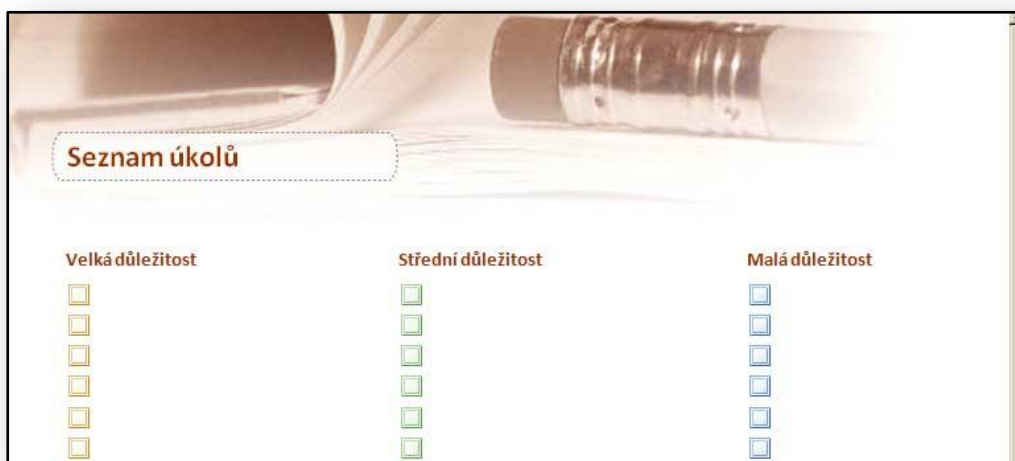 Seznam úkolů
Velká důležitost
Střední důležitost
Malá důležitost